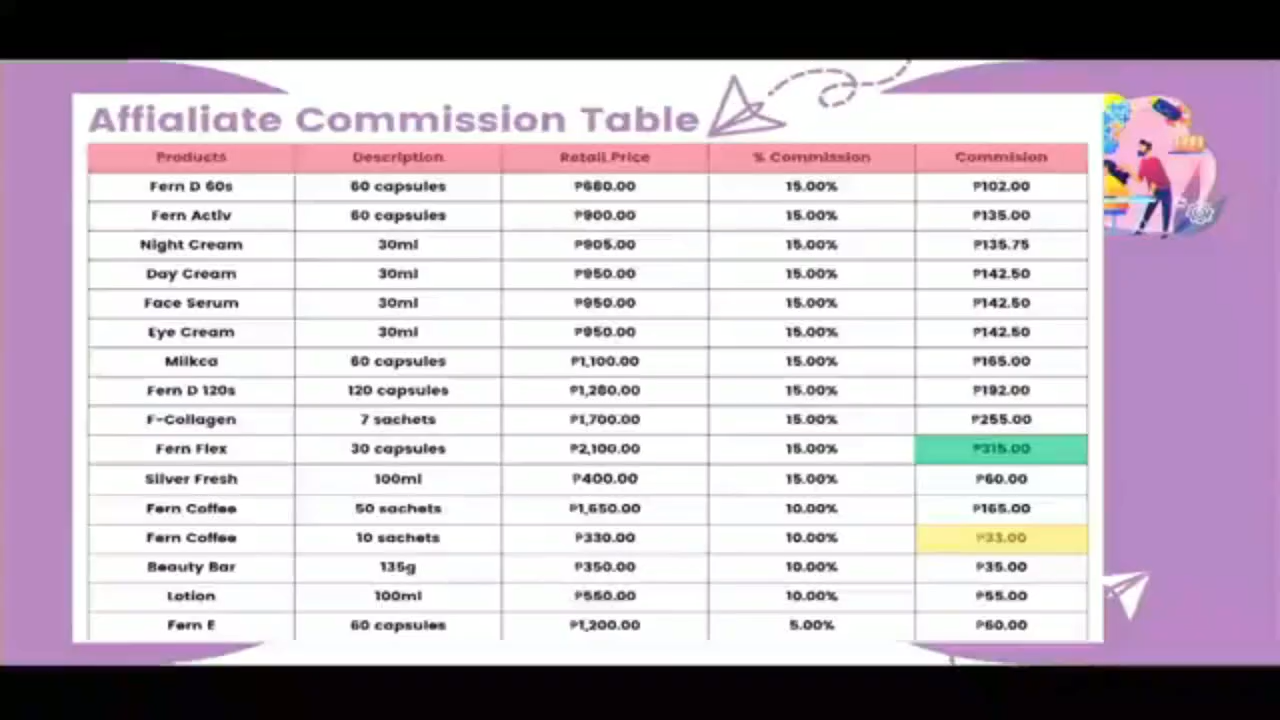 Affialiate Commission Table
Products Description Retail Price % Commission Commision
Fern D 60s 60 capsules ₱680.00 15.00% ₱102.00
Fern Activ 60 capsules ₱900.00 15.00% ₱135.00
Night Cream 30ml ₱905.00 15.00% ₱135.75
Day Cream 30ml ₱950.00 15.00% ₱142.50
Face Serum 30ml ₱950.00 15.00% ₱142.50
Eye Cream 30ml ₱950.00 15.00% ₱142.50
Milkca 60 capsules ₱1,100.00 15.00% ₱165.00
Fern D 120s 120 capsules ₱1,280.00 15.00% ₱192.00
F-Collagen 7 sachets ₱1,700.00 15.00% ₱255.00
Fern Flex 30 capsules ₱2,100.00 15.00% ₱315.00
Silver Fresh 100ml ₱400.00 15.00% ₱60.00
Fern Coffee 50 sachets ₱1,650.00 10.00% ₱165.00
Fern Coffee 10 sachets ₱330.00 10.00% ₱33.00
Beauty Bar 135g ₱350.00 10.00% ₱35.00
Lotion 100ml ₱550.00 10.00% ₱55.00
Fern E 60 capsules ₱1,200.00 5.00% ₱60.00